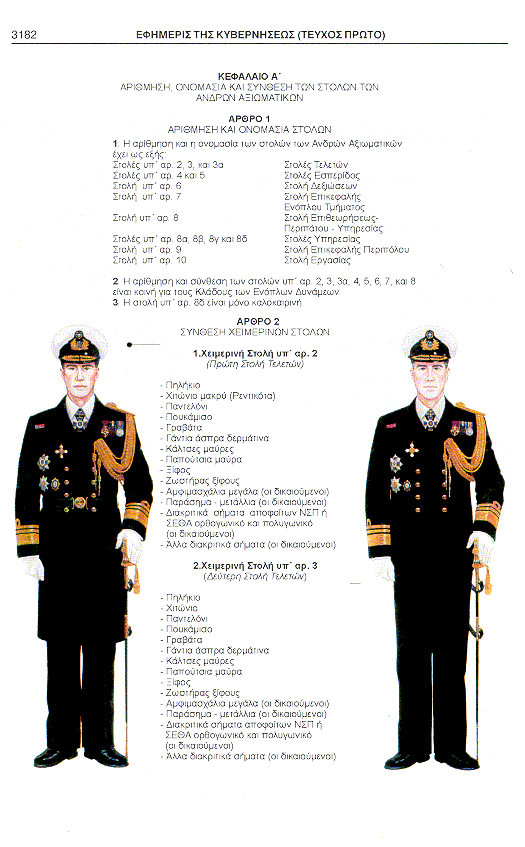 3182
ΕΦΗΜΕΡΙΣ ΤΗΣ ΚΥΒΕΡΝΗΣΕΩΣ (ΤΕΥΧΟΣ ΠΡΩΤΟ)
ΚΕΦΑΛΑΙΟ Α΄
ΑΡΙΘΜΗΣΗ, ΟΝΟΜΑΣΙΑ ΚΑΙ ΣΥΝΘΕΣΗ ΤΩΝ ΣΤΟΛΩΝ ΤΩΝ
ΑΝΔΡΩΝ ΑΞΙΩΜΑΤΙΚΩΝ
ΑΡΘΡΟ 1
ΑΡΙΘΜΗΣΗ ΚΑΙ ΟΝΟΜΑΣΙΑ ΣΤΟΛΩΝ
1. Η αρίθμηση και η ονομασία των στολών των Ανδρών Αξιωματικών
έχει ως εξής:
Στολές υπ΄ αρ. 2, 3, και 3α Στολές Τελετών
Στολές υπ΄ αρ. 4 και 5 Στολές Εσπερίδος
Στολή υπ΄ αρ. 6 Στολή Δεξιώσεων
Στολή υπ΄ αρ. 7 Στολή Επικεφαλής
Ενόπλου Τμήματος
Στολή υπ΄ αρ. 8 Στολή Επιθεωρήσεως-
Περιπάτου - Υπηρεσίας
Στολές υπ΄ αρ. 8α, 8β, 8γ και 8δ Στολές Υπηρεσίας
Στολή υπ΄ αρ. 9 Στολή Επικεφαλής Περιπόλου
Στολή υπ΄ αρ. 10 Στολή Εργασίας
2 Η αρίθμηση και σύνθεση των στολών υπ΄ αρ. 2, 3, 3α, 4, 5, 6, 7, και 8
είναι κοινή για τους Κλάδους των Ενόπλων Δυνάμεων.
3 Η στολή υπ΄ αρ. 8δ είναι μόνο καλοκαιρινή
ΑΡΘΡΟ 2
ΣΥΝΘΕΣΗ ΧΕΙΜΕΡΙΝΩΝ ΣΤΟΛΩΝ
1.Χειμερινή Στολή υπ΄ αρ. 2
(Πρώτη Στολή Τελετών)
- Πηλήκιο
- Χιτώνιο μακρύ (Ρεντικότα)
- Παντελόνι
- Πουκάμισο
- Γραβάτα
- Γάντια άσπρα δερμάτινα
- Κάλτσες μαύρες
- Παπούτσια μαύρα
- Ξίφος
- Ζωστήρας ξίφους
- Αμφιμασχάλια μεγάλα (οι δικαιούμενοι)
- Παράσημα - μετάλλια (οι δικαιούμενοι)
- Διακριτικά σήματα αποφοίτων ΝΣΠ ή
ΣΕΘΑ ορθογωνικό και πολυγωνικό
(οι δικαιούμενοι)
- Άλλα διακριτικά σήματα (οι δικαιούμενοι)
2.Χειμερινή Στολή υπ΄ αρ. 3
(Δεύτερη Στολή Τελετών)
- Πηλήκιο
- Χιτώνιο
- Παντελόνι
- Πουκάμισο
- Γραβάτα
- Γάντια άσπρα δερμάτινα
- Κάλτσες μαύρες
- Παπούτσια μαύρα
- Ξίφος
- Ζωστήρας ξίφους
- Αμφιμασχάλια μεγάλα (οι δικαιούμενοι)
- Παράσημα - μετάλλια (οι δικαιούμενοι)
- Διακριτικά σήματα αποφοίτων ΝΣΠ ή
ΣΕΘΑ ορθογωνικό και πολυγωνικό
(οι δικαιούμενοι)
- Άλλα διακριτικά σήματα (οι δικαιούμενοι)